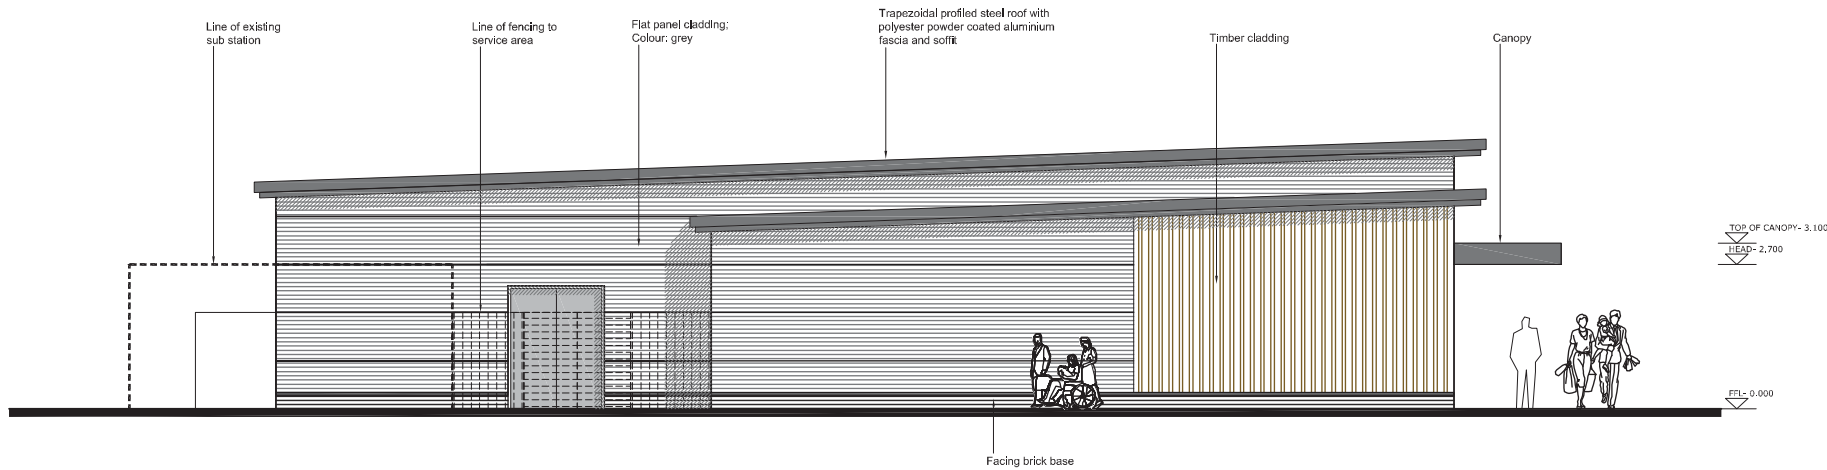 Line of existing
sub station
Line of fencing to
service area
Flat panel cladding;
Colour: grey
Trapezoidal profiled steel roof with
polyester powder coated aluminium
fascia and soffit
Timber cladding
Canopy
TOP OF CANOPY- 3.100
HEAD- 2.700
FFL- 0.000
Facing brick base